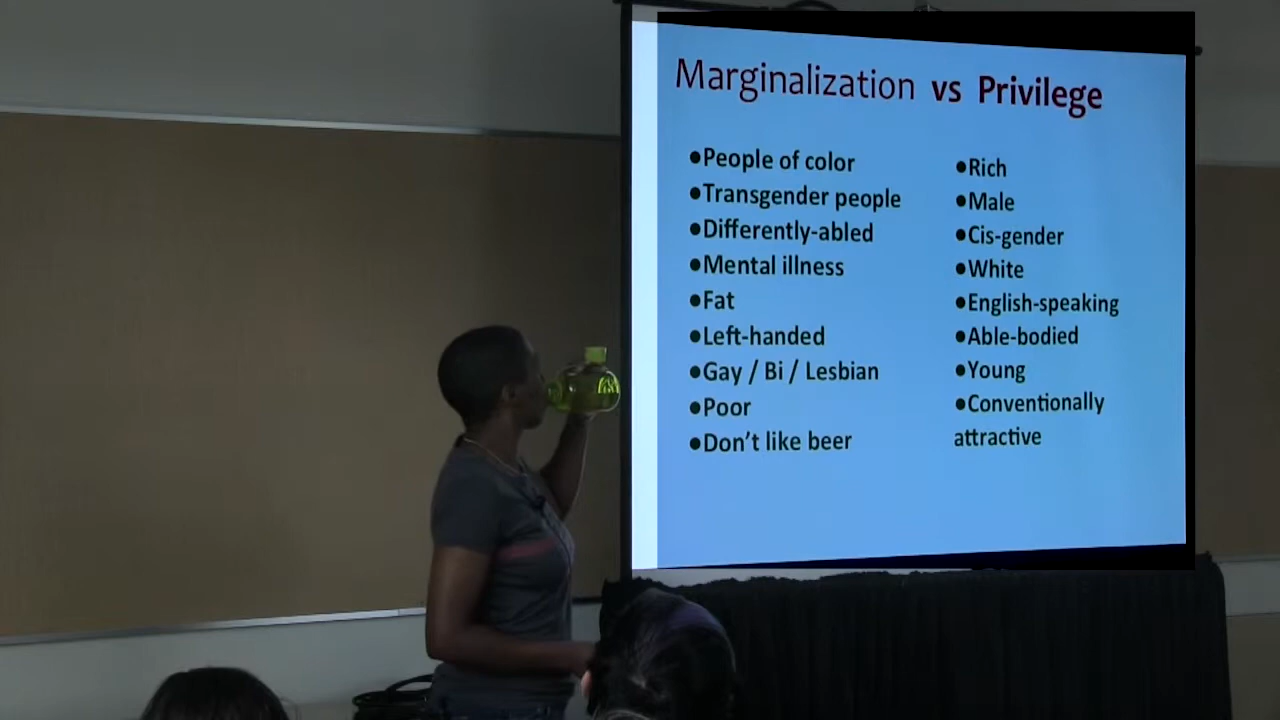 Marginalization vs Privilege
•People of color
•Transgender people
•Differently-abled
•Mental illness
•Fat
•Left-handed
•Gay / Bi / Lesbian
•Poor
•Don't like beer
•Rich
•Male
•Cis-gender
•White
•English-speaking
•Able-bodied
•Young
•Conventionally
attractive